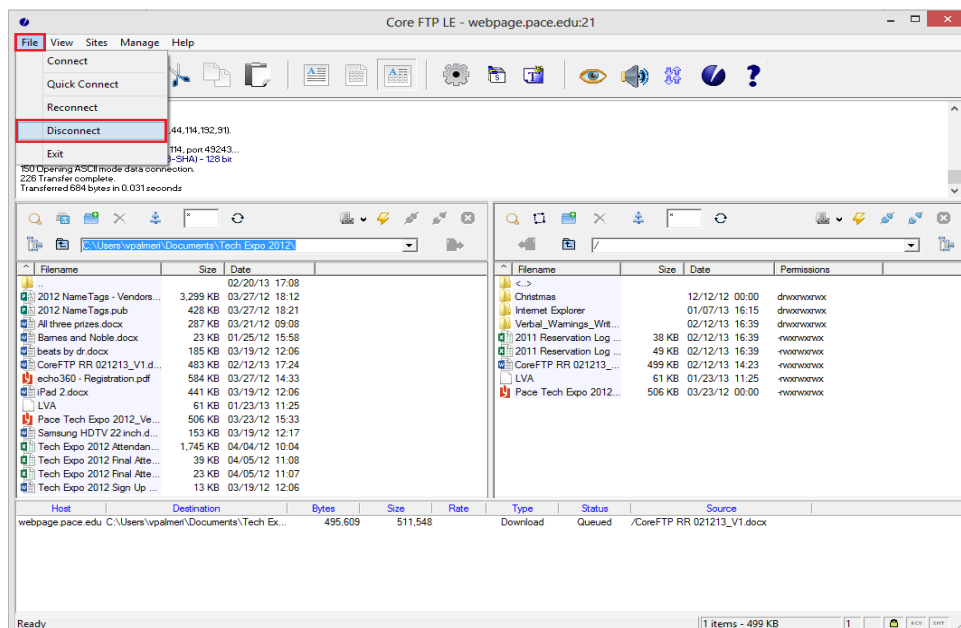 Core FTP LE - webpage.pace.edu:21
File View Sites Manage Help
Connect
Quick Connect
Reconnect
Disconnect
Exit
,44,114,192,91).
114, port 49243...
-SHA) - 128 bit
150 Opening ASCII mode data connection.
226 Transfer complete.
Transferred 684 bytes in 0.031 seconds
C:\Users\vpalmeri\Documents\Tech Expo 2012\
/
^ Filename Size Date
.. 02/20/13 17:08
2012 NameTags - Vendors... 3,299 KB 03/27/12 18:12
2012 NameTags.pub 428 KB 03/27/12 18:21
All three prizes.docx 287 KB 03/21/12 09:08
Barnes and Noble.docx 23 KB 01/25/12 15:58
beats by dr.docx 185 KB 03/19/12 12:06
CoreFTP RR 021213_V1.d... 483 KB 02/12/13 17:24
echo360 - Registration.pdf 584 KB 03/27/12 14:33
iPad 2.docx 441 KB 03/19/12 12:06
LVA 61 KB 01/23/13 11:25
Pace Tech Expo 2012_Ve... 506 KB 03/23/12 15:33
Samsung HDTV 22 inch.d... 153 KB 03/19/12 12:17
Tech Expo 2012 Attendan... 1,745 KB 04/04/12 10:04
Tech Expo 2012 Final Atte... 39 KB 04/05/12 11:08
Tech Expo 2012 Final Atte... 23 KB 04/05/12 11:07
Tech Expo 2012 Sign Up ... 13 KB 03/19/12 12:06
^ Filename Size Date Permissions
<..>
Christmas 12/12/12 00:00 drwxrwxrwx
Internet Explorer 01/07/13 16:15 drwxrwxrwx
Verbal_Warnings_Writ... 02/12/13 16:39 drwxrwxrwx
2011 Reservation Log ... 38 KB 02/12/13 16:39 -rwxrwxrwx
2011 Reservation Log ... 49 KB 02/12/13 16:39 -rwxrwxrwx
CoreFTP RR 021213_... 499 KB 02/12/13 14:23 -rwxrwxrwx
LVA 61 KB 01/23/13 11:25 -rwxrwxrwx
Pace Tech Expo 2012... 506 KB 03/23/12 00:00 -rwxrwxrwx
Host Destination Bytes Size Rate Type Status Source
webpage.pace.edu C:\Users\vpalmeri\Documents\Tech Ex... 495,609 511,548 Download Queued /CoreFTP RR 021213_V1.docx
Ready 1 items - 499 KB 1 RCV XMT